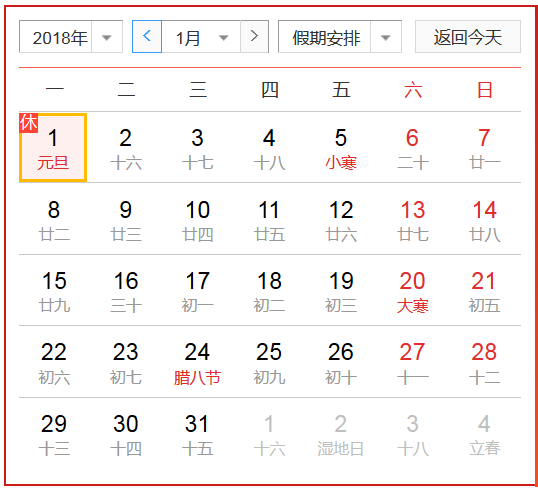 2018年 1月 假期安排 返回今天
一 二 三 四 五 六 日
休
1 2 3 4 5 6 7
元旦 十六 十七 十八 小寒 二十 廿一
8 9 10 11 12 13 14
廿二 廿三 廿四 廿五 廿六 廿七 廿八
15 16 17 18 19 20 21
廿九 三十 初一 初二 初三 大寒 初五
22 23 24 25 26 27 28
初六 初七 腊八节 初九 初十 十一 十二
29 30 31 1 2 3 4
十三 十四 十五 十六 湿地日 十八 立春